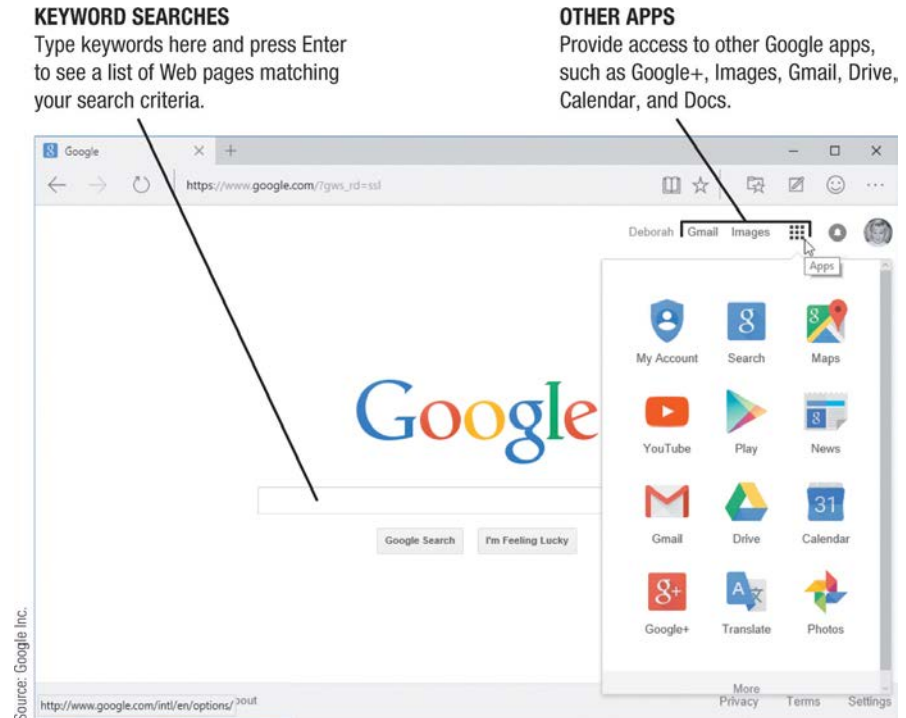 KEYWORD SEARCHES
Type keywords here and press Enter
to see a list of Web pages matching
your search criteria.
OTHER APPS
Provide access to other Google apps,
such as Google+, Images, Gmail, Drive,
Calendar, and Docs.
Google
https://www.google.com/?gws_rd=ssl
Deborah Gmail Images
Apps
My Account Search Maps
YouTube Play News
Gmail Drive 31 Calendar
Google+ Translate Photos
More
Google
Google Search I'm Feeling Lucky
http://www.google.com/intl/en/options/
Privacy Terms Settings
Source: Google Inc.